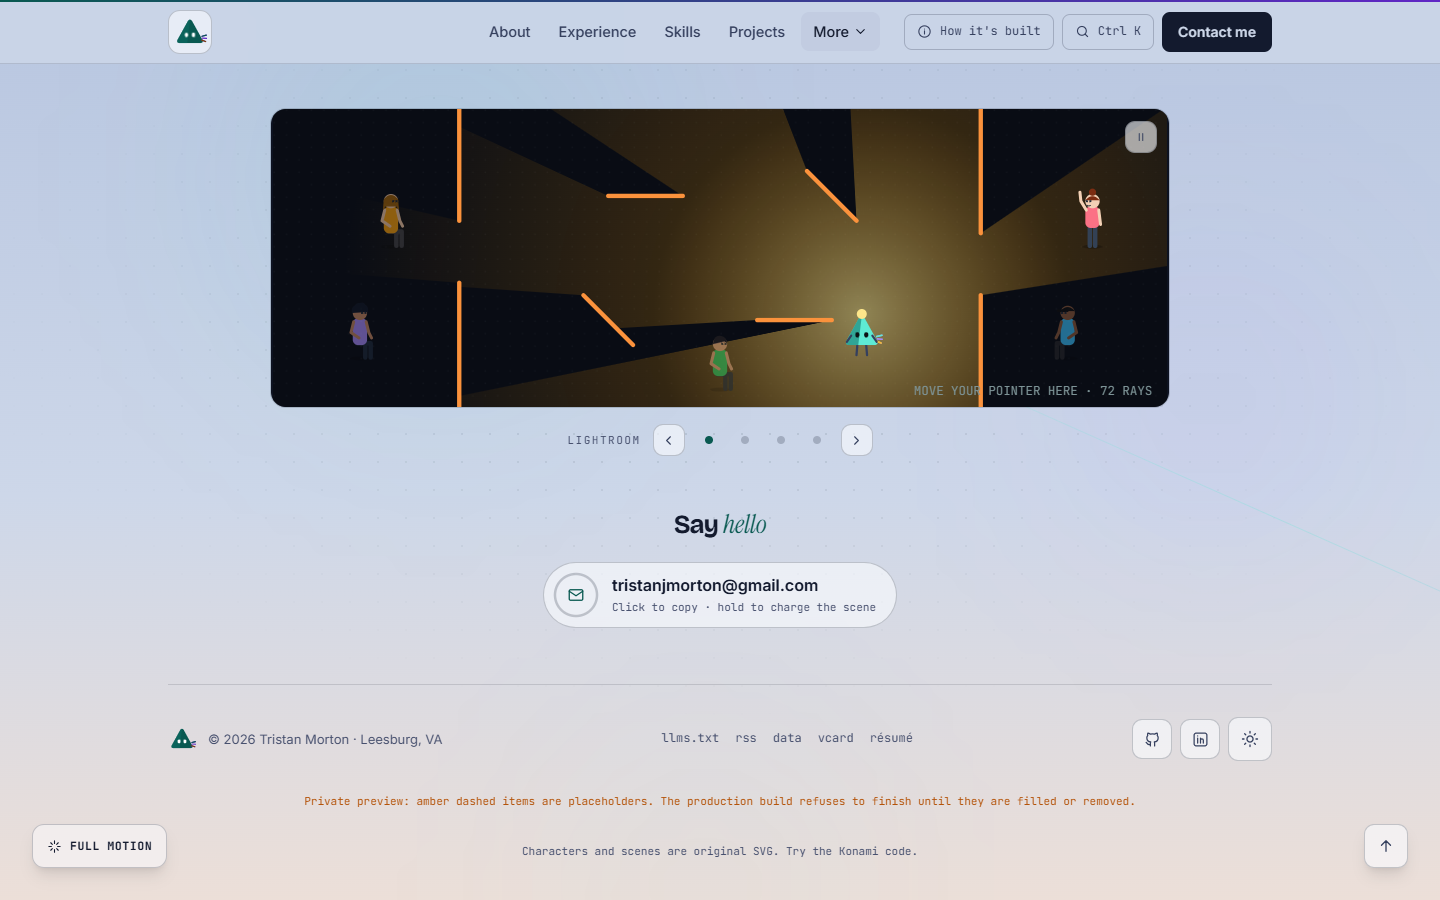 About Experience Skills Projects More How it's built Ctrl K Contact me
MOVE YOUR POINTER HERE · 72 RAYS
LIGHTROOM
Say hello
tristanjmorton@gmail.com
Click to copy · hold to charge the scene
© 2026 Tristan Morton · Leesburg, VA llms.txt rss data vcard résumé
Private preview: amber dashed items are placeholders. The production build refuses to finish until they are filled or removed.
FULL MOTION
Characters and scenes are original SVG. Try the Konami code.